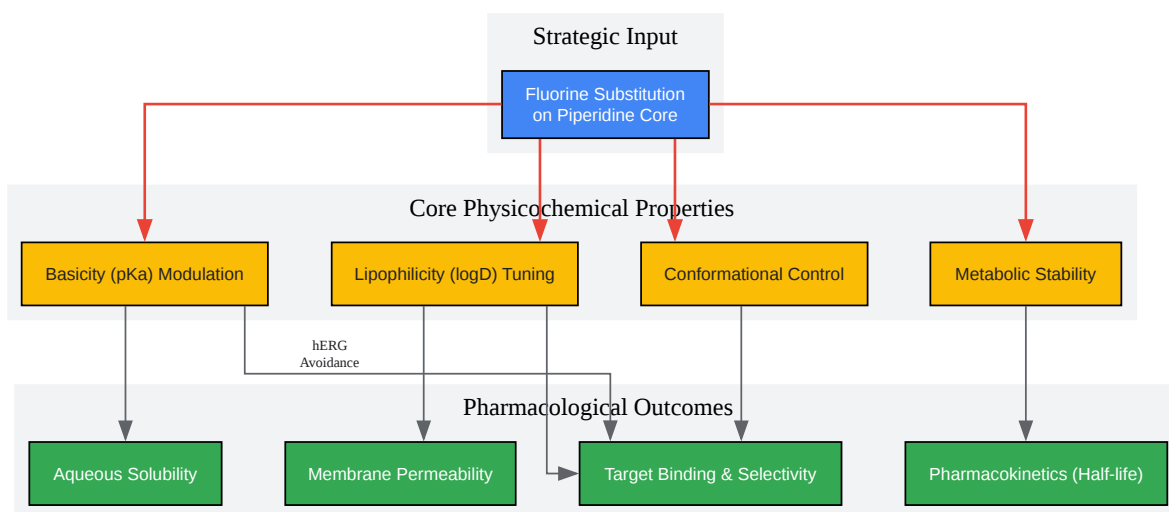 Strategic Input
Fluorine Substitution
on Piperidine Core
Core Physicochemical Properties
Basicity (pKa) Modulation
Lipophilicity (logD) Tuning
Conformational Control
Metabolic Stability
hERG
Avoidance
Pharmacological Outcomes
Aqueous Solubility
Membrane Permeability
Target Binding & Selectivity
Pharmacokinetics (Half-life)